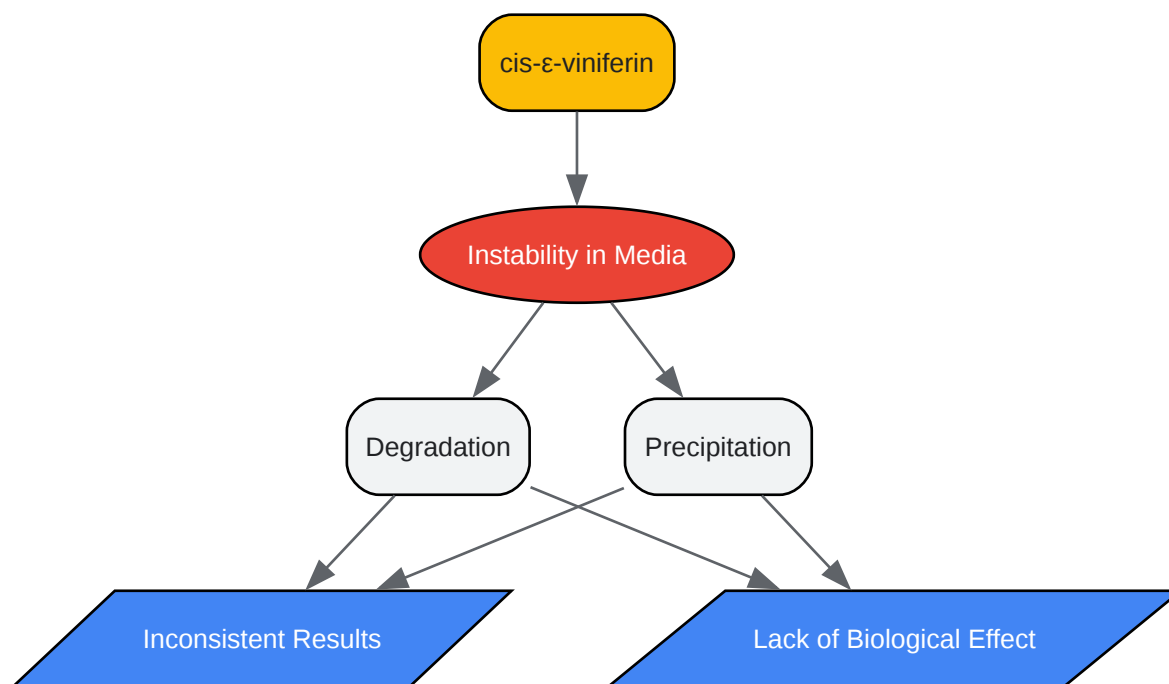 cis-ε-viniferin
Instability in Media
Degradation
Precipitation
Inconsistent Results
Lack of Biological Effect